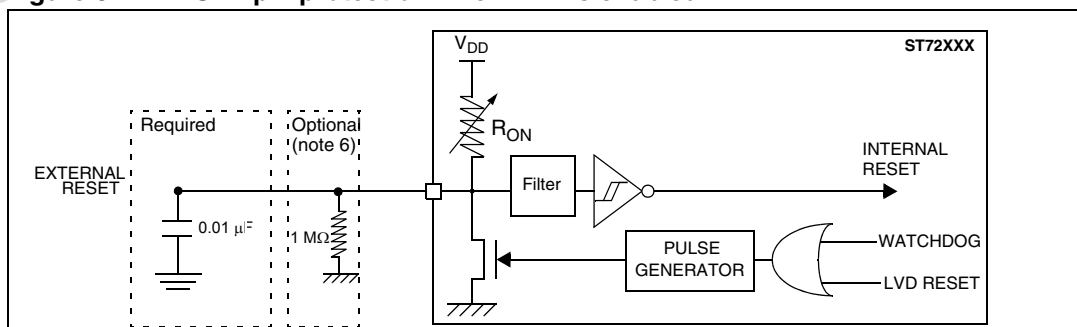 ST72XXX
VDD
Required
Optional
(note 6)
RON
EXTERNAL
RESET
INTERNAL
RESET
Filter
0.01
1 MΩ
PULSE
GENERATOR
WATCHDOG
LVD RESET